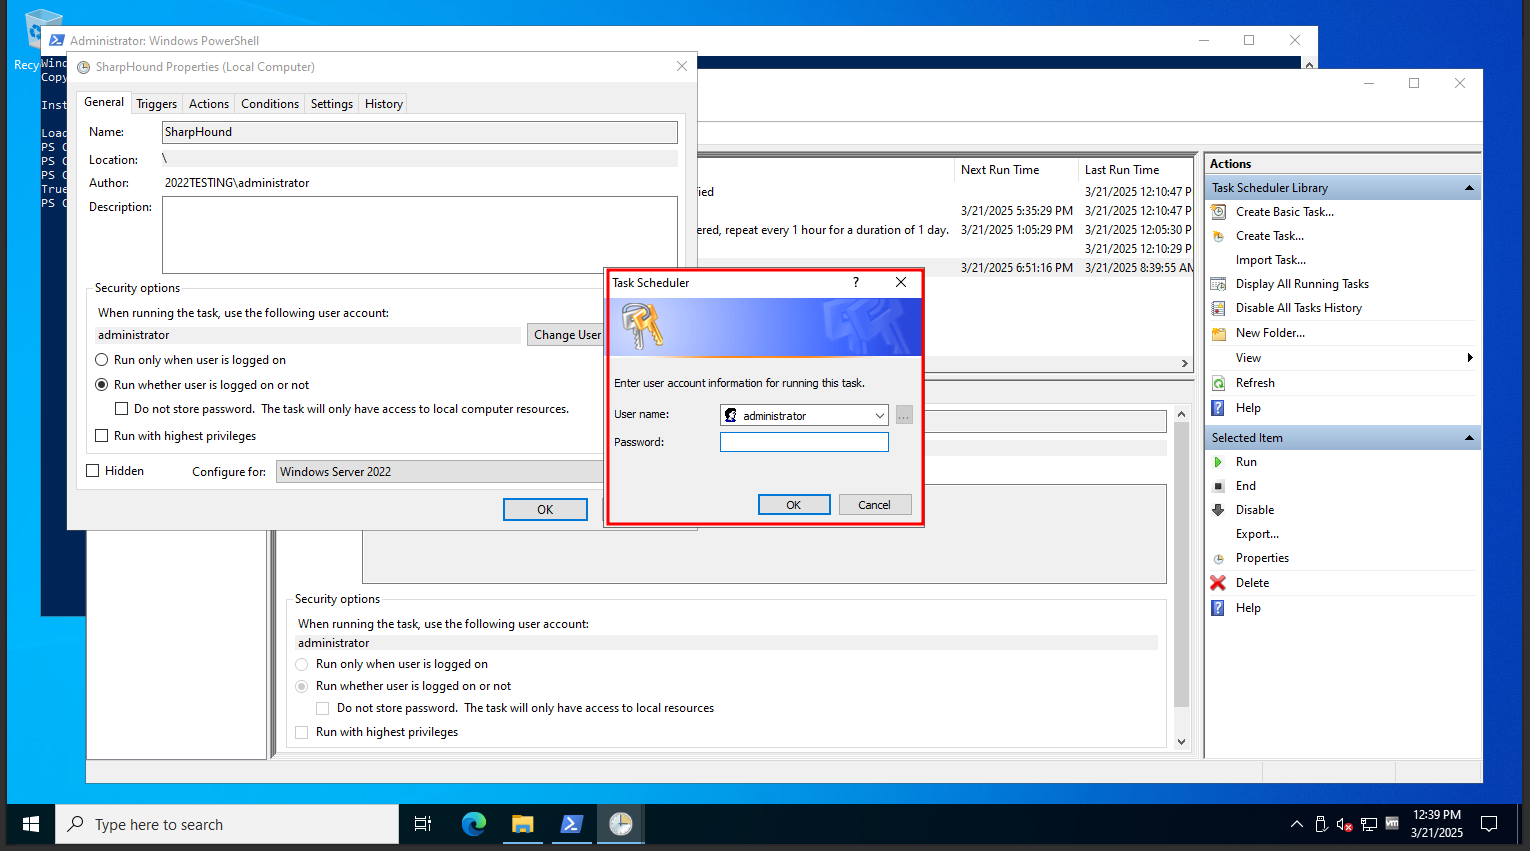 Recy
Administrator: Windows PowerShell
Wind
Copy
Inst
Load
PS C
PS C
PS C
True
PS C
SharpHound Properties (Local Computer)
General
Triggers
Actions
Conditions
Settings
History
Name:
SharpHound
Location:
\
Author:
2022TESTING\administrator
Description:
Security options
When running the task, use the following user account:
administrator
Change User
Run only when user is logged on
Run whether user is logged on or not
Do not store password. The task will only have access to local computer resources.
Run with highest privileges
Hidden
Configure for:
Windows Server 2022
OK
Next Run Time
Last Run Time
3/21/2025 12:10:47 P
3/21/2025 5:35:29 PM
3/21/2025 12:10:47 P
ered, repeat every 1 hour for a duration of 1 day.
3/21/2025 1:05:29 PM
3/21/2025 12:05:30 P
3/21/2025 12:10:29 P
3/21/2025 6:51:16 PM
3/21/2025 8:39:55 AM
Task Scheduler
?
Enter user account information for running this task.
User name:
administrator
...
Password:
OK
Cancel
Security options
When running the task, use the following user account:
administrator
Run only when user is logged on
Run whether user is logged on or not
Do not store password. The task will only have access to local resources
Run with highest privileges
Actions
Task Scheduler Library
Create Basic Task...
Create Task...
Import Task...
Display All Running Tasks
Disable All Tasks History
New Folder...
View
Refresh
Help
Selected Item
Run
End
Disable
Export...
Properties
Delete
Help
Type here to search
vm
12:39 PM
3/21/2025